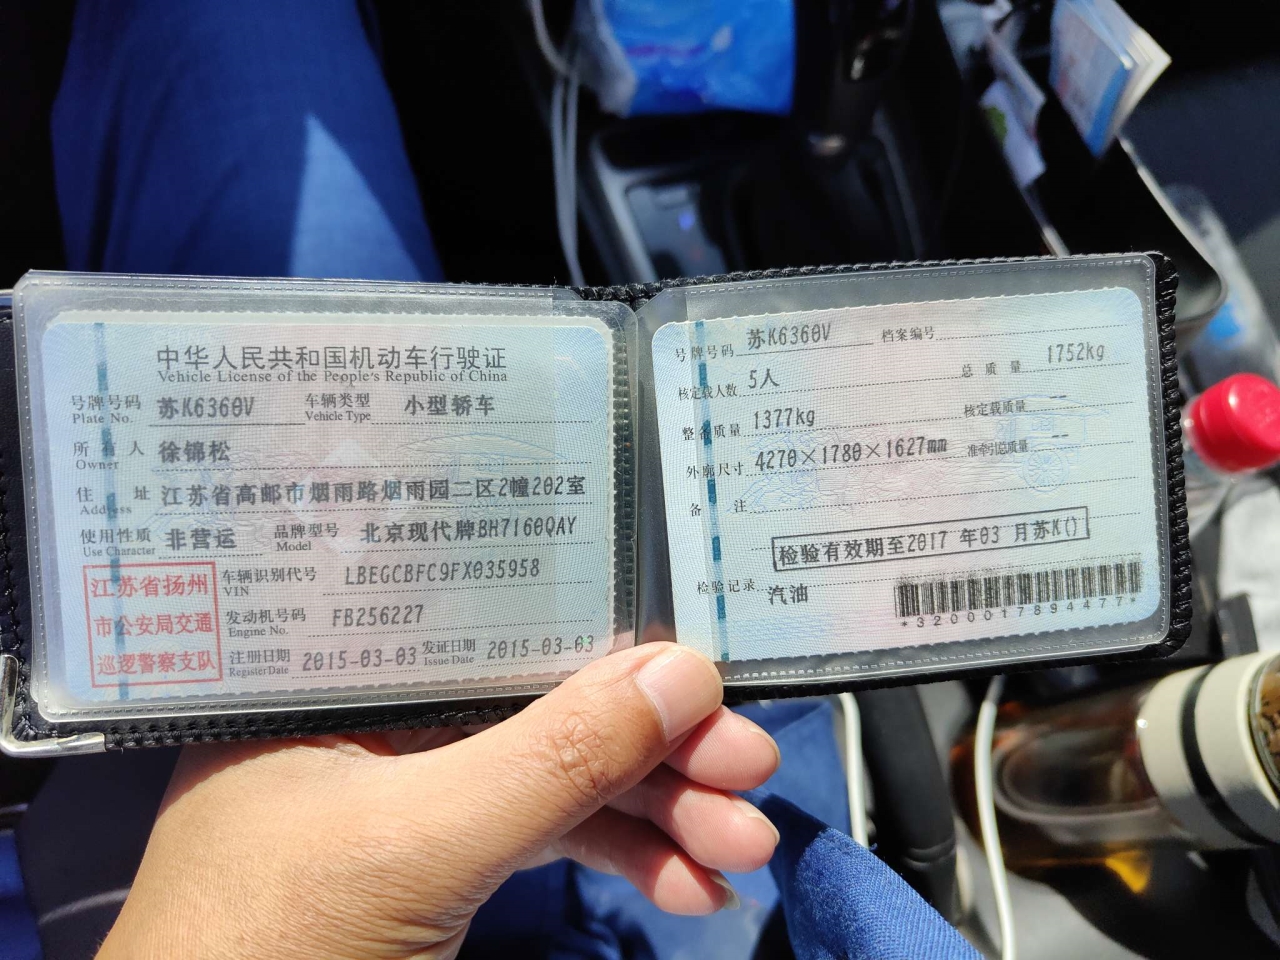 中华人民共和国机动车行驶证
Vehicle License of the People's Republic of China
号牌号码 苏K6360V 车辆类型 小型轿车
Plate No. Vehicle Type
所有人 徐锦松
Owner
住址 江苏省高邮市烟雨路烟雨园二区2幢202室
Address
使用性质 非营运 品牌型号 北京现代牌BH7160QAY
Use Character Model
江苏省扬州
市公安局交通
巡逻警察支队
车辆识别代号 LBEGCBFC9FX035958
VIN
发动机号码 FB256227
Engine No.
注册日期 2015-03-03 发证日期 2015-03-03
Register Date Issue Date
号牌号码 苏K6360V 档案编号
核定载人数 5人 总质量 1752kg
整备质量 1377kg 核定载质量 --
外廓尺寸 4270×1780×1627mm 准牵引总质量 --
备注
检验有效期至2017年03月苏K()
检验记录 汽油
*3200017894477*